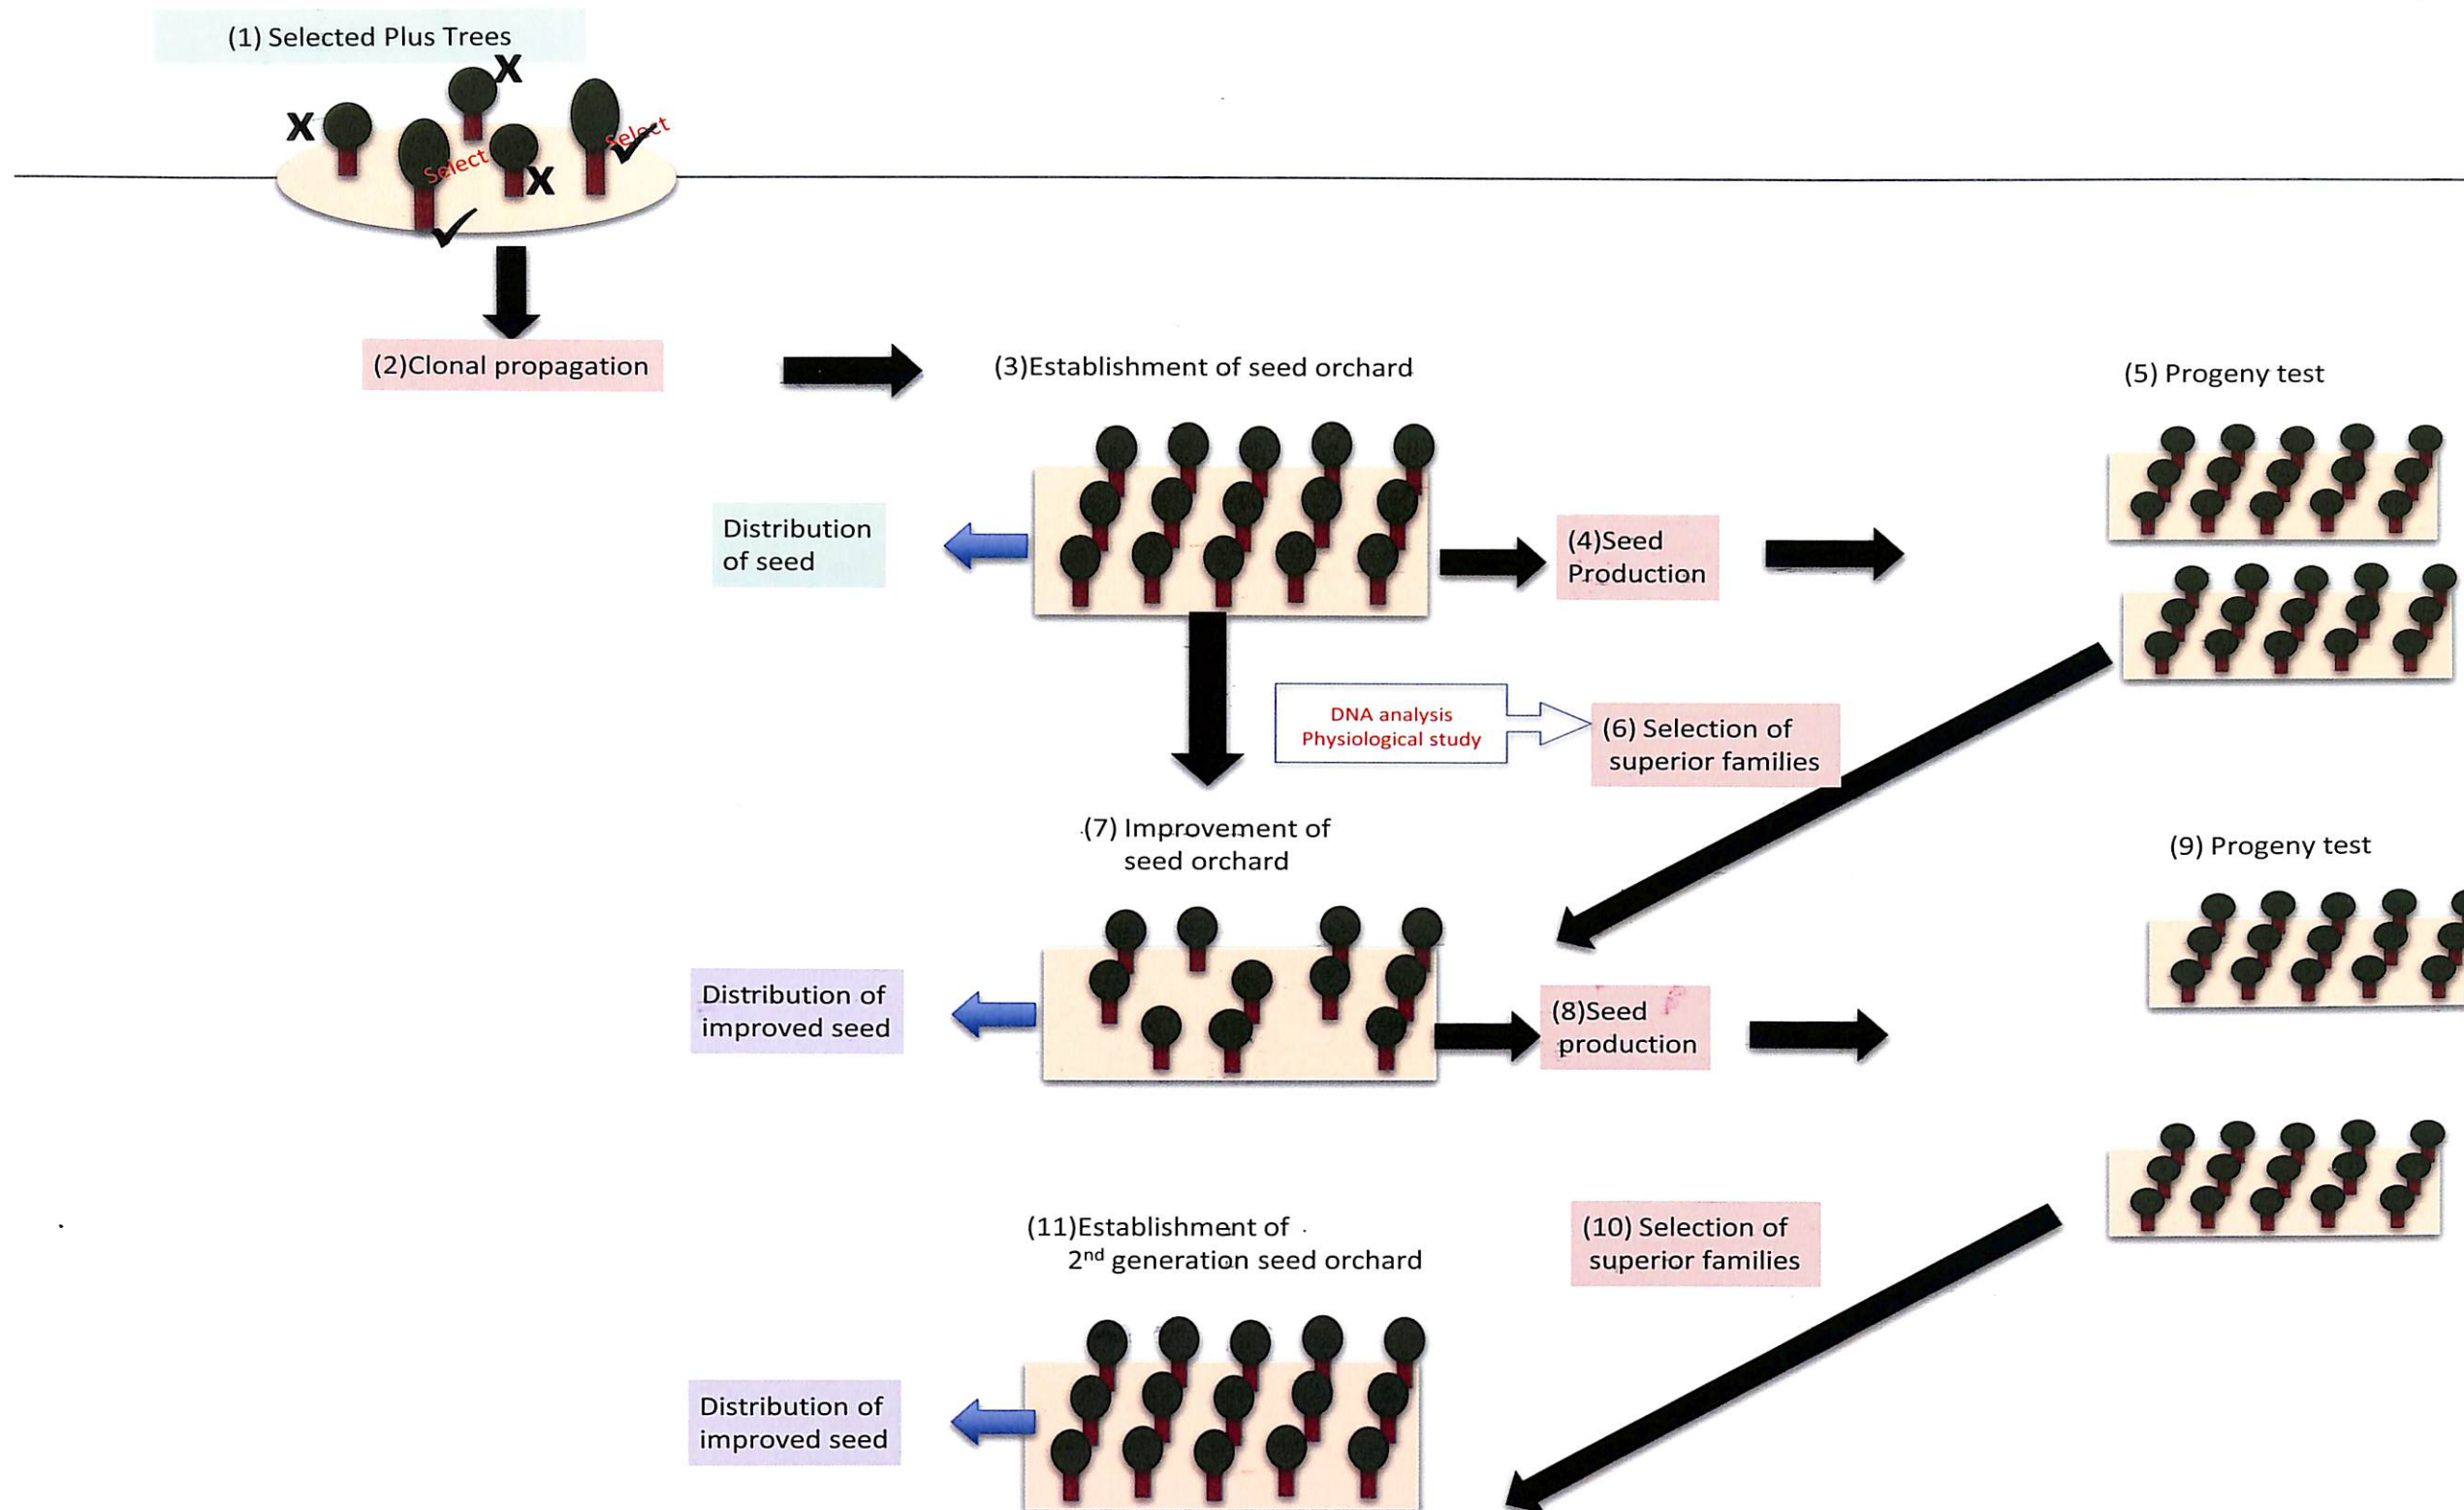 (1) Selected Plus Trees
X
X
Select
Select
X
(2)Clonal propagation
(3)Establishment of seed orchard
(5) Progeny test
Distribution
of seed
(4)Seed
Production
DNA analysis
Physiological study
(6) Selection of
superior families
(7) Improvement of
seed orchard
(9) Progeny test
Distribution of
improved seed
(8)Seed
production
(11)Establishment of
2nd generation seed orchard
(10) Selection of
superior families
Distribution of
improved seed